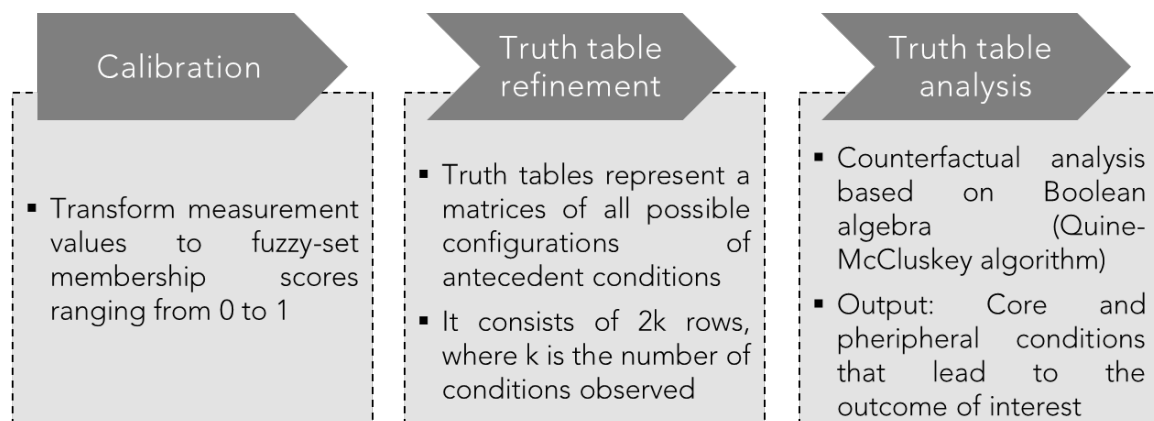 Calibration
▪ Transform measurement
values to fuzzy-set
membership scores
ranging from 0 to 1
Truth table
refinement
▪ Truth tables represent a
matrices of all possible
configurations of
antecedent conditions
▪ It consists of 2k rows,
where k is the number of
conditions observed
Truth table
analysis
▪ Counterfactual analysis
based on Boolean
algebra (Quine-
McCluskey algorithm)
▪ Output: Core and
pheripheral conditions
that lead to the
outcome of interest